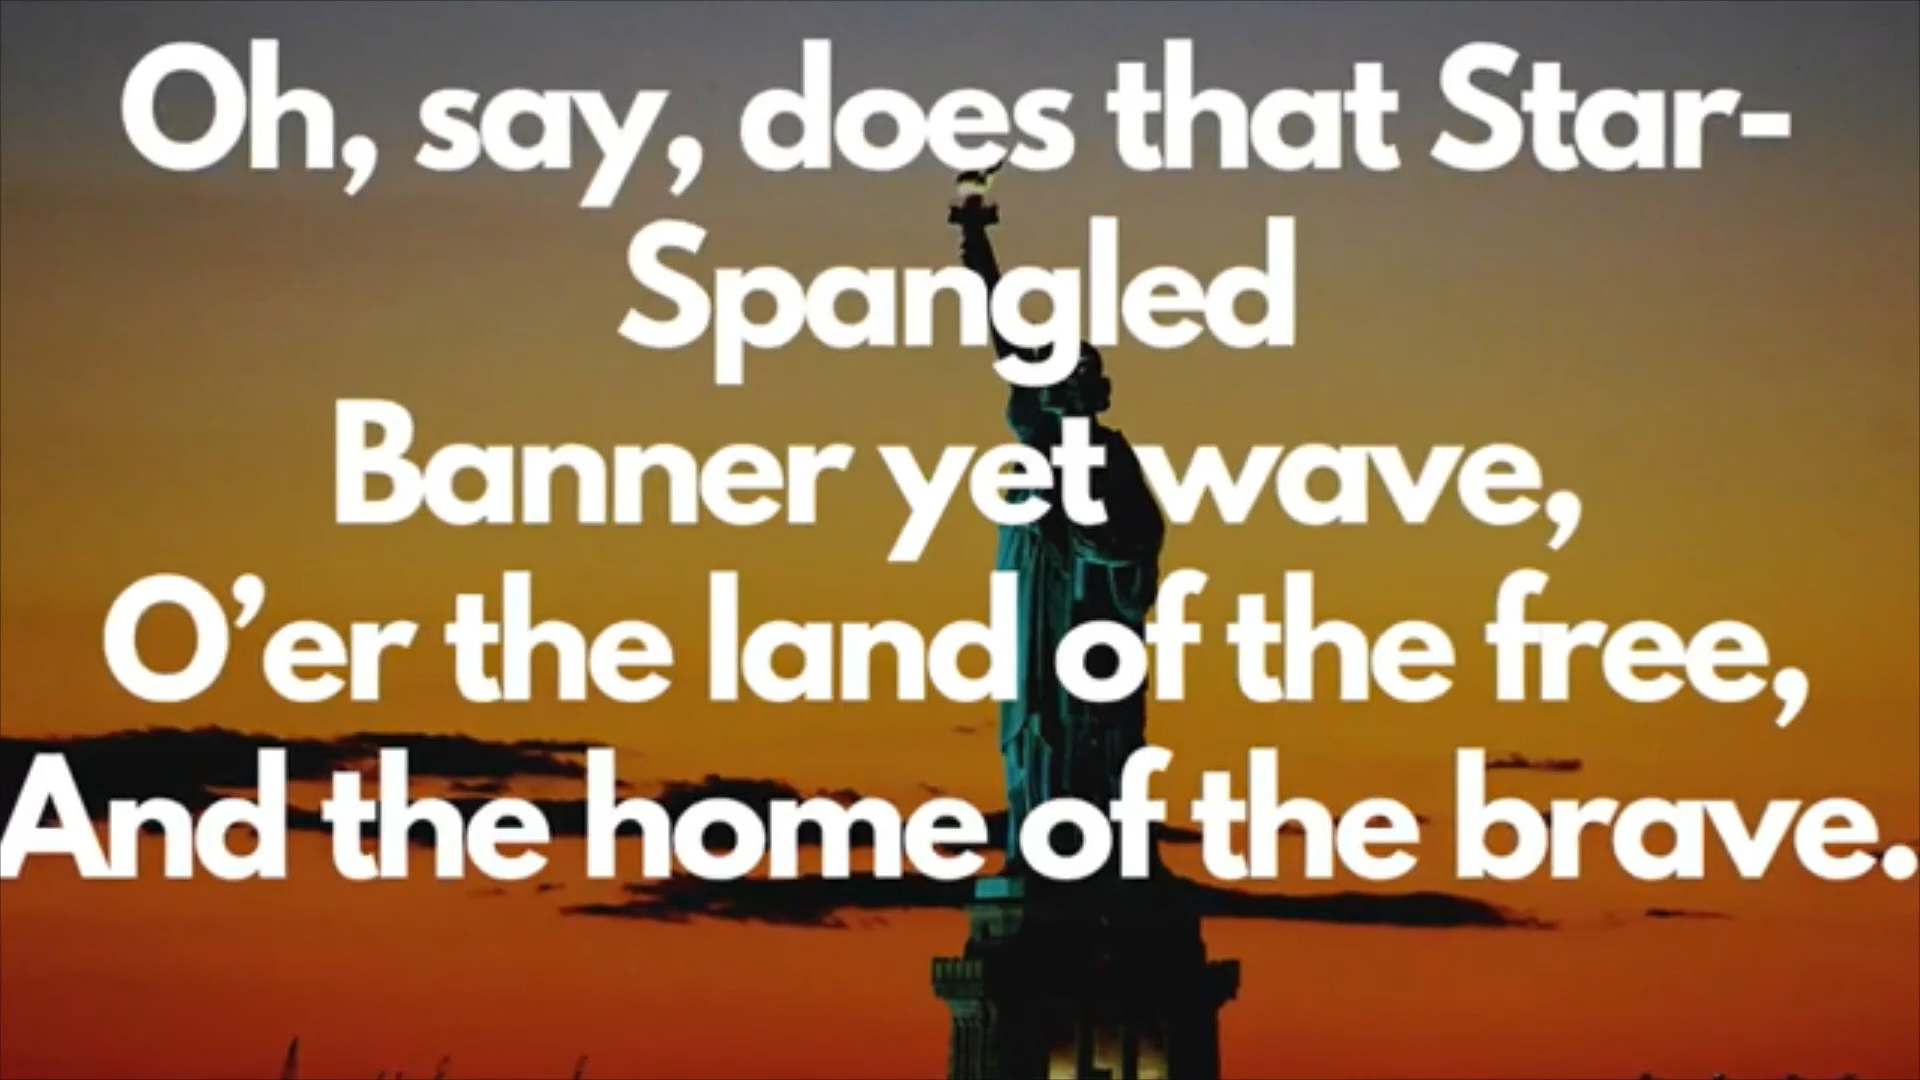 Oh, say, does that Star-
Spangled
Banner yet wave,
O’er the land of the free,
And the home of the brave.